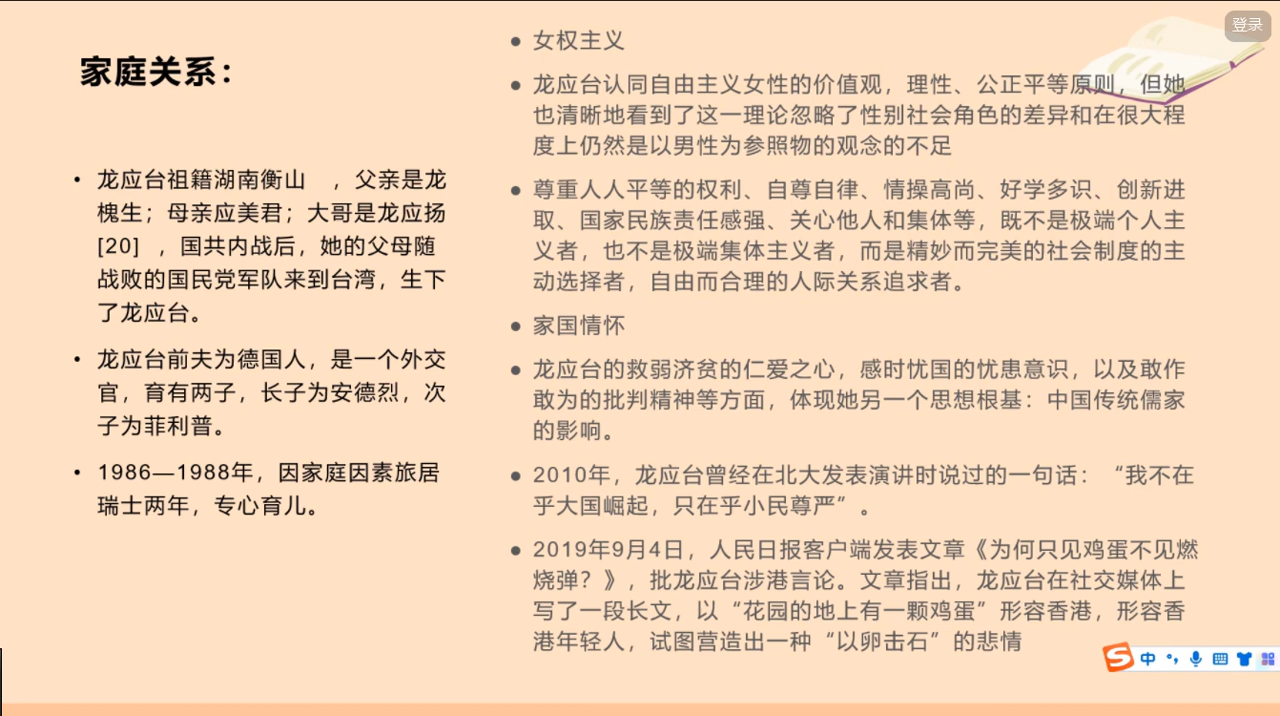 家庭关系：
• 龙应台祖籍湖南衡山　，父亲是龙
槐生；母亲应美君；大哥是龙应扬
[20] ，国共内战后，她的父母随
战败的国民党军队来到台湾，生下
了龙应台。
• 龙应台前夫为德国人，是一个外交
官，育有两子，长子为安德烈，次
子为菲利普。
• 1986—1988年，因家庭因素旅居
瑞士两年，专心育儿。
● 女权主义
● 龙应台认同自由主义女性的价值观，理性、公正平等原则，但她
也清晰地看到了这一理论忽略了性别社会角色的差异和在很大程
度上仍然是以男性为参照物的观念的不足
● 尊重人人平等的权利、自尊自律、情操高尚、好学多识、创新进
取、国家民族责任感强、关心他人和集体等，既不是极端个人主
义者，也不是极端集体主义者，而是精妙而完美的社会制度的主
动选择者，自由而合理的人际关系追求者。
● 家国情怀
● 龙应台的救弱济贫的仁爱之心，感时忧国的忧患意识，以及敢作
敢为的批判精神等方面，体现她另一个思想根基：中国传统儒家
的影响。
● 2010年，龙应台曾经在北大发表演讲时说过的一句话：“我不在
乎大国崛起，只在乎小民尊严”。
● 2019年9月4日，人民日报客户端发表文章《为何只见鸡蛋不见燃
烧弹？》，批龙应台涉港言论。文章指出，龙应台在社交媒体上
写了一段长文，以“花园的地上有一颗鸡蛋”形容香港，形容香
港年轻人，试图营造出一种“以卵击石”的悲情
登录
S 中